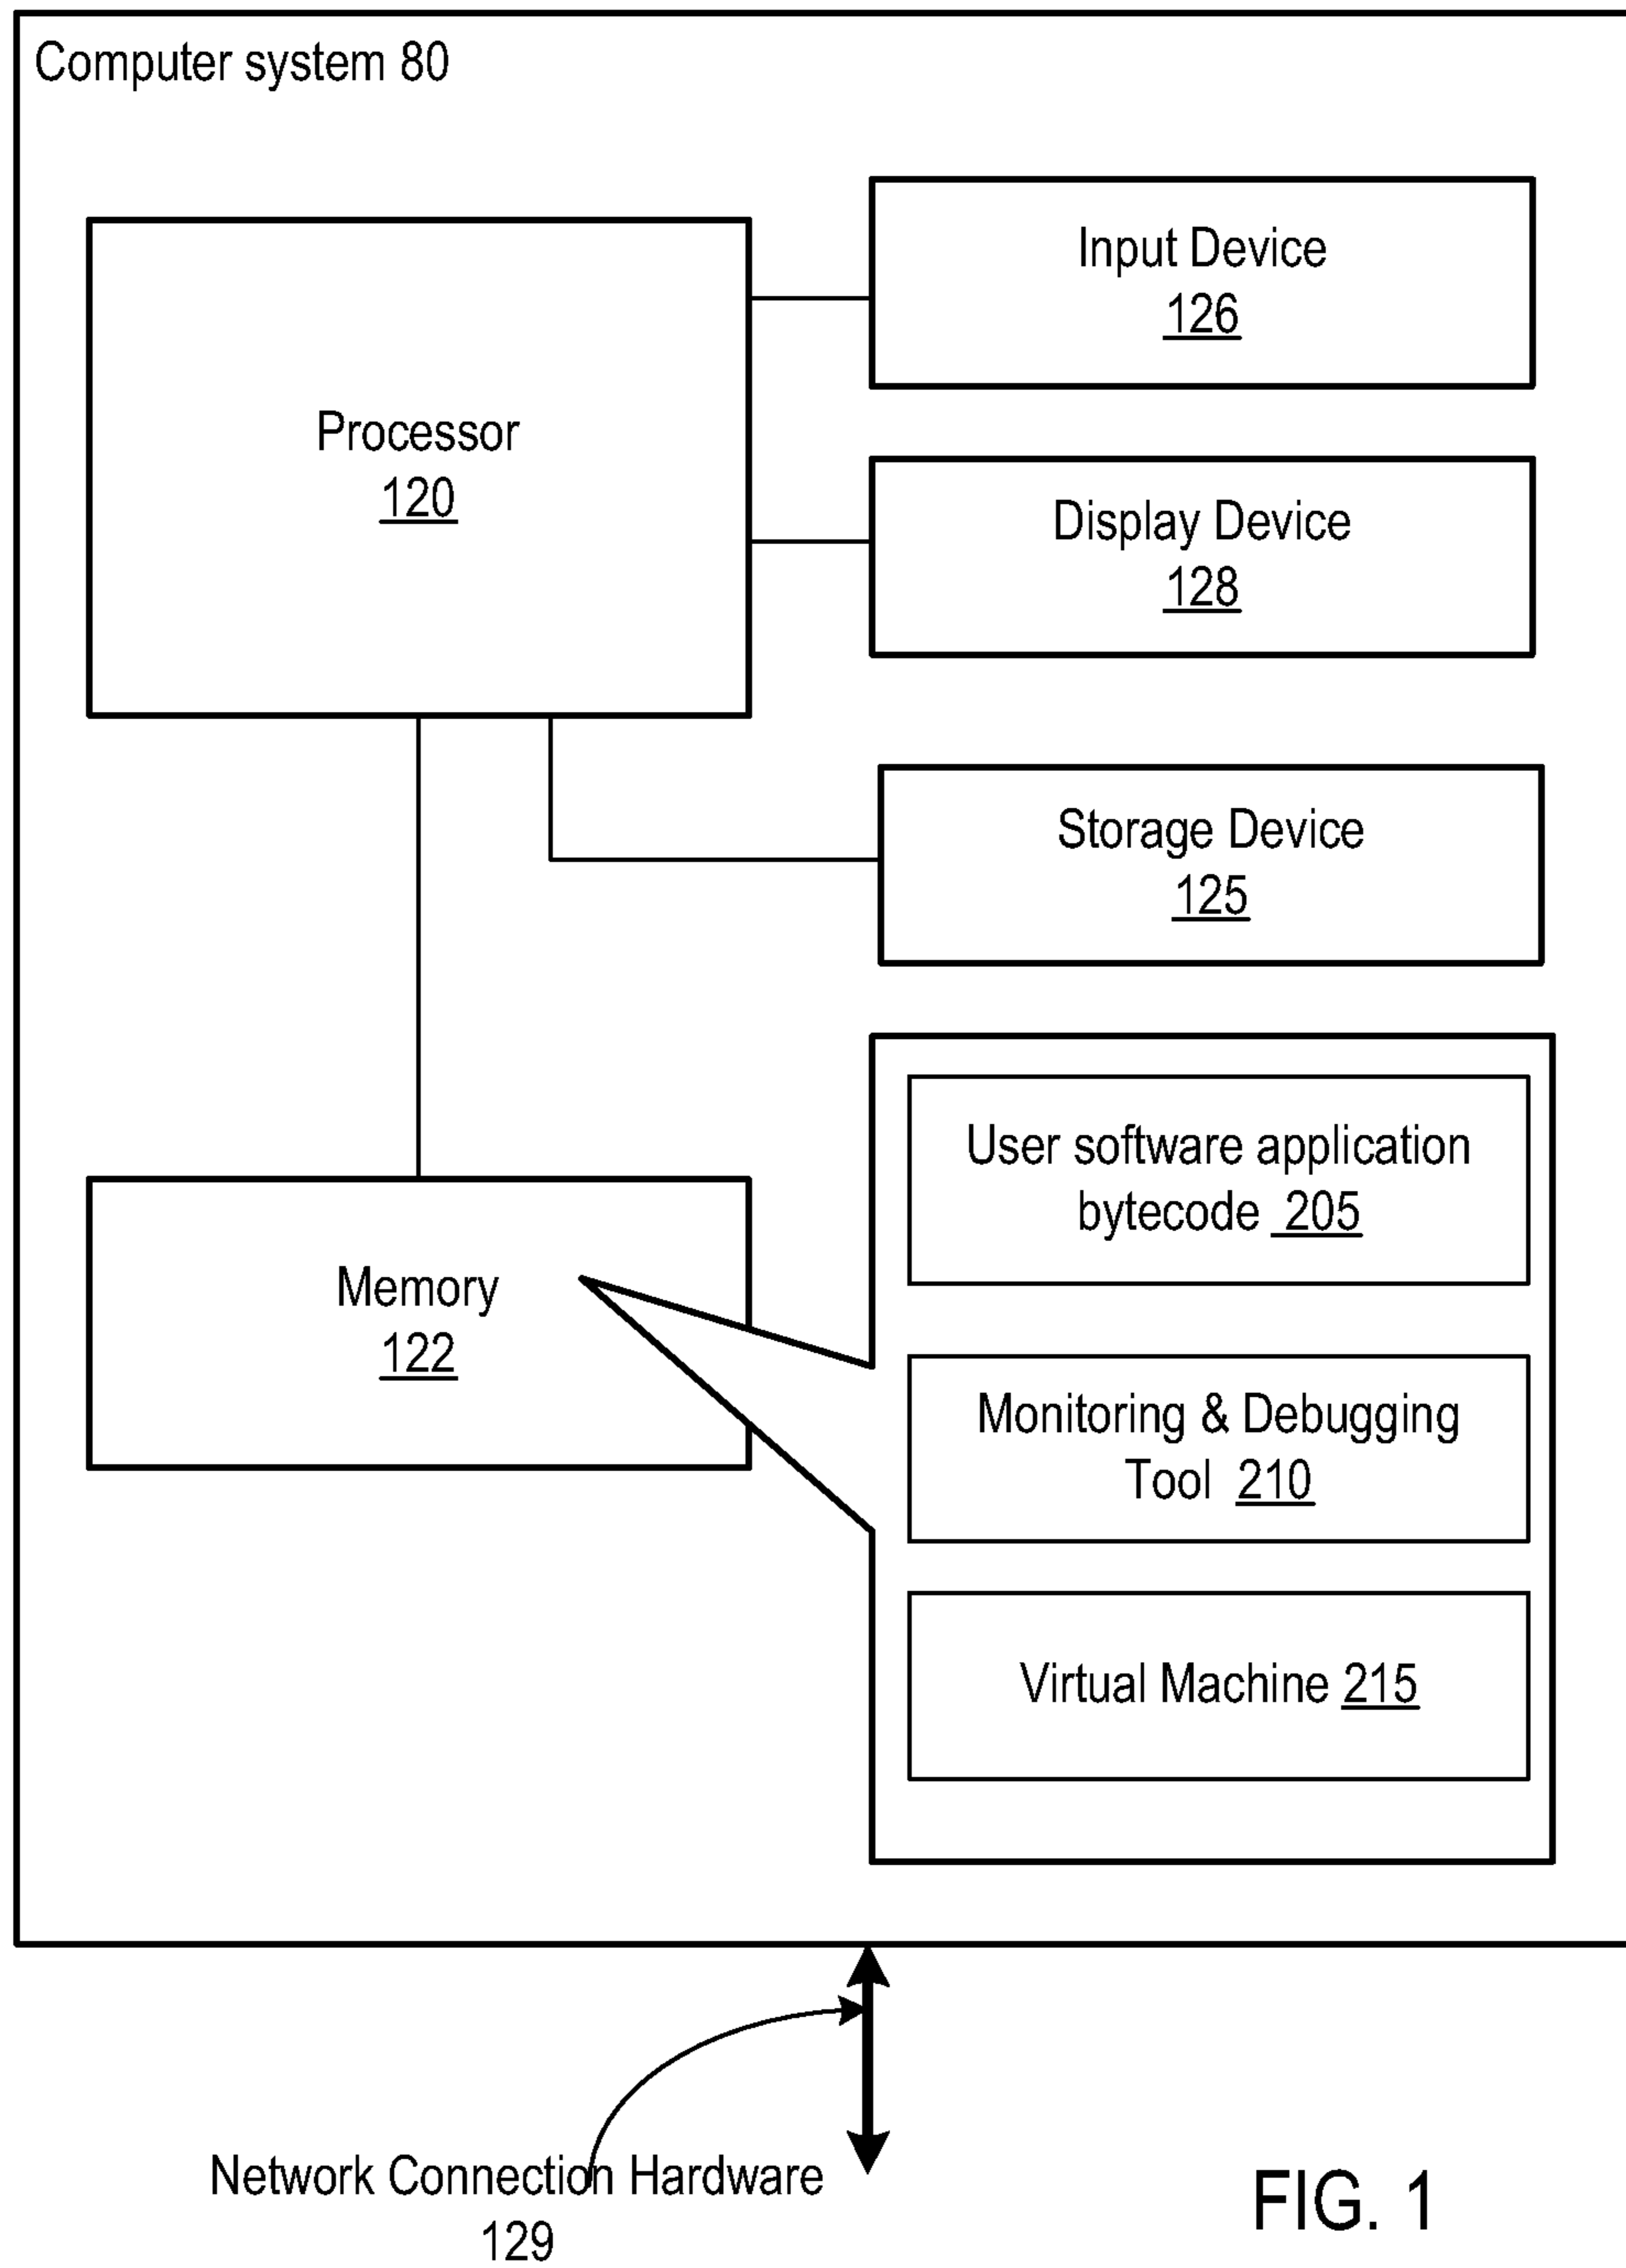 Computer system 80
Input Device
126
Processor
120
Display Device
128
Storage Device
125
User software application
bytecode 205
Memory
122
Monitoring & Debugging
Tool 210
Virtual Machine 215
Network Connection Hardware
129
FIG. 1